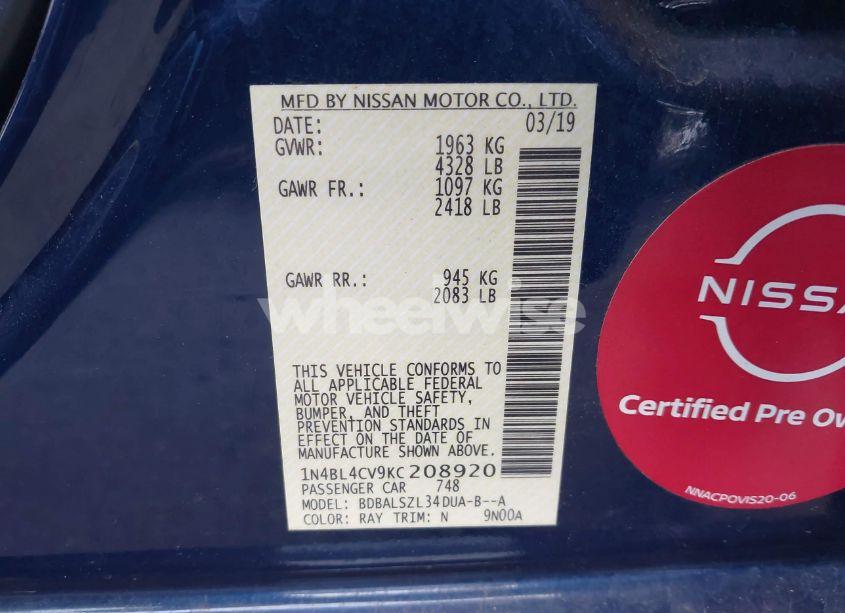 MFD BY NISSAN MOTOR CO., LTD.
DATE: 03/19
GVWR: 1963 KG
4328 LB
GAWR FR.: 1097 KG
2418 LB
GAWR RR.: 945 KG
2083 LB
wheelwise
THIS VEHICLE CONFORMS TO
ALL APPLICABLE FEDERAL
MOTOR VEHICLE SAFETY,
BUMPER, AND THEFT
PREVENTION STANDARDS IN
EFFECT ON THE DATE OF
MANUFACTURE SHOWN ABOVE.
1N4BL4CV9KC208920
PASSENGER CAR 748
MODEL: BDBALSZL34DUA-B--A
COLOR: RAY TRIM: N 9N00A
NISSA
Certified Pre Ow
NNACPOVIS20-06